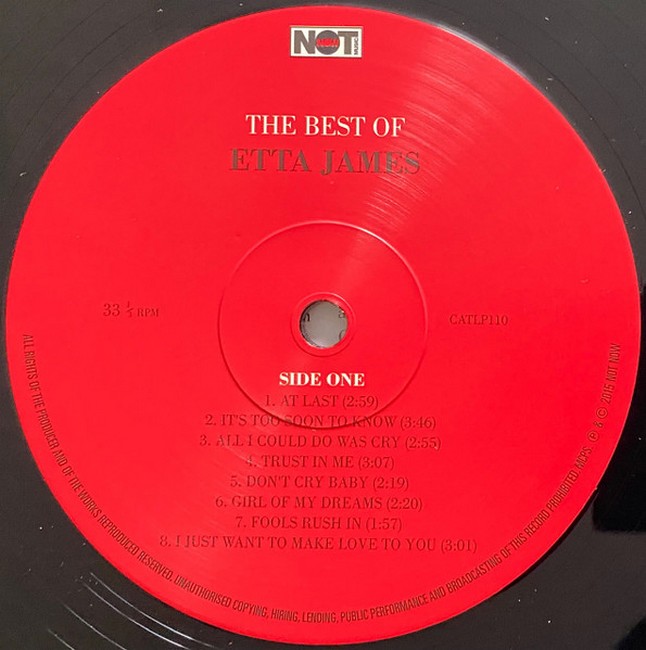 NOT NOW MUSIC
THE BEST OF
ETTA JAMES
33 ⅓ RPM
CATLP110
SIDE ONE
1. AT LAST (2:59)
2. IT'S TOO SOON TO KNOW (3:46)
3. ALL I COULD DO WAS CRY (2:55)
4. TRUST IN ME (3:07)
5. DON'T CRY BABY (2:19)
6. GIRL OF MY DREAMS (2:20)
7. FOOLS RUSH IN (1:57)
8. I JUST WANT TO MAKE LOVE TO YOU (3:01)
ALL RIGHTS OF THE PRODUCER AND OF THE WORKS REPRODUCED RESERVED. UNAUTHORISED COPYING, HIRING, LENDING, PUBLIC PERFORMANCE AND BROADCASTING OF THIS RECORD PROHIBITED. MCPS ℗ & © 2015 NOT NOW